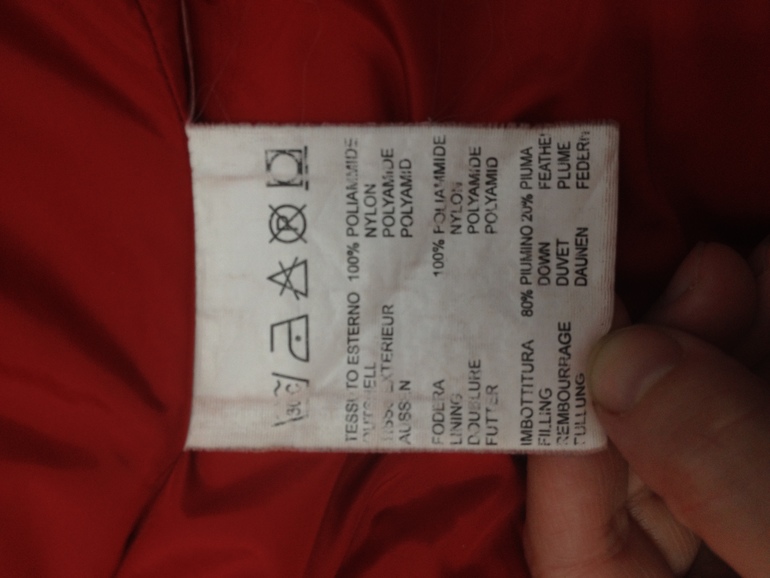 30°C
TESSUTO ESTERNO 100% POLIAMMIDE
OUTSHELL NYLON
TISSU EXTERIEUR POLYAMIDE
AUSSEN POLYAMID
FODERA 100% POLIAMMIDE
LINING NYLON
DOUBLURE POLYAMIDE
FUTTER POLYAMID
IMBOTTITURA 80% PIUMINO 20% PIUMA
FILLING DOWN FEATHER
REMBOURRAGE DUVET PLUME
FULLUNG DAUNEN FEDERN